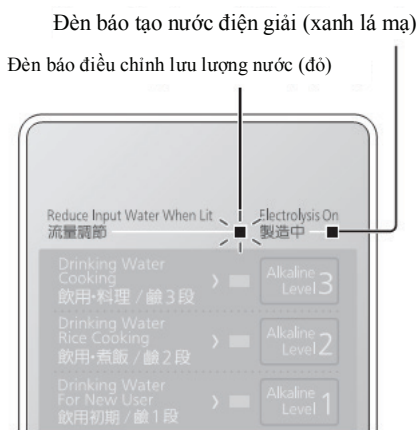 Đèn báo tạo nước điện giải (xanh lá mạ)
Đèn báo điều chỉnh lưu lượng nước (đỏ)
Reduce Input Water When Lit
流量調節
Electrolysis On
製造中
Drinking Water
Cooking
飲用・料理 / 鹼3段
Alkaline
Level 3
Drinking Water
Rice Cooking
飲用・煮飯 / 鹼2段
Alkaline
Level 2
Drinking Water
For New User
飲用初期 / 鹼1段
Alkaline
Level 1